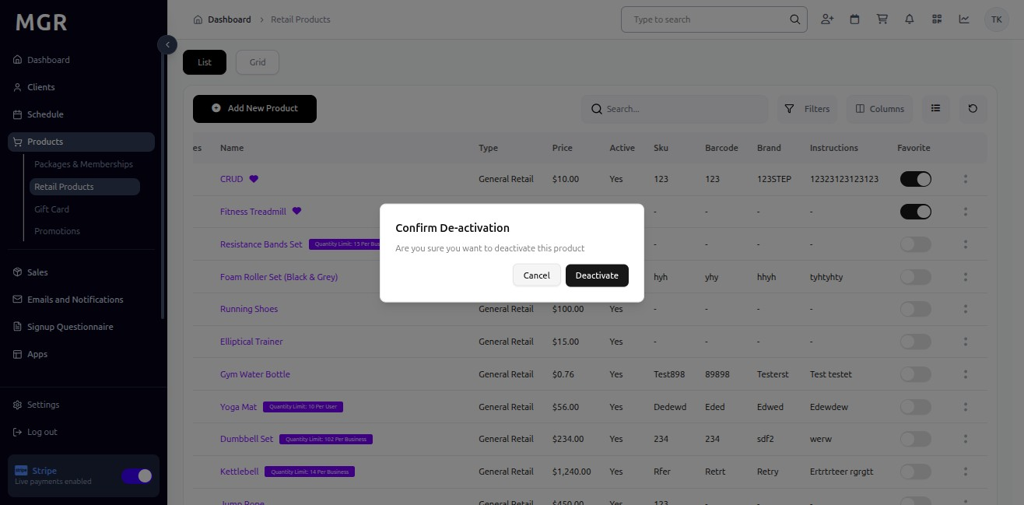 MGR
Dashboard > Retail Products
Type to search
TK
Dashboard
Clients
Schedule
Products
Packages & Memberships
Retail Products
Gift Card
Promotions
Sales
Emails and Notifications
Signup Questionnaire
Apps
Settings
Log out
Stripe
Live payments enabled
List Grid
Add New Product
Search...
Filters
Columns
es Name Type Price Active Sku Barcode Brand Instructions Favorite
CRUD General Retail $10.00 Yes 123 123 123STEP 12323123123123
Fitness Treadmill - - -
Resistance Bands Set Quantity Limit: 15 Per Bus - - - -
Foam Roller Set (Black & Grey) hyh yhy hhyh tyhtyhty
Running Shoes General Retail $100.00 Yes - - - -
Elliptical Trainer General Retail $15.00 Yes - - - -
Gym Water Bottle General Retail $0.76 Yes Test898 89898 Testerst Test testet
Yoga Mat Quantity Limit: 10 Per User General Retail $56.00 Yes Dedewd Eded Edwed Edewdew
Dumbbell Set Quantity Limit: 102 Per Business General Retail $234.00 Yes 234 234 sdf2 werw
Kettlebell Quantity Limit: 14 Per Business General Retail $1,240.00 Yes Rfer Retrt Retry Ertrtrteer rgrgtt
Jump Rope General Retail $450.00 Yes 123
Confirm De-activation
Are you sure you want to deactivate this product
Cancel Deactivate